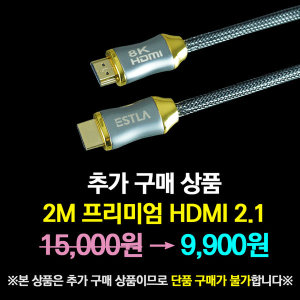 8K
HDMI
ESTLA
추가 구매 상품
2M 프리미엄 HDMI 2.1
15,000원 → 9,900원
※본 상품은 추가 구매 상품이므로 단품 구매가 불가합니다※